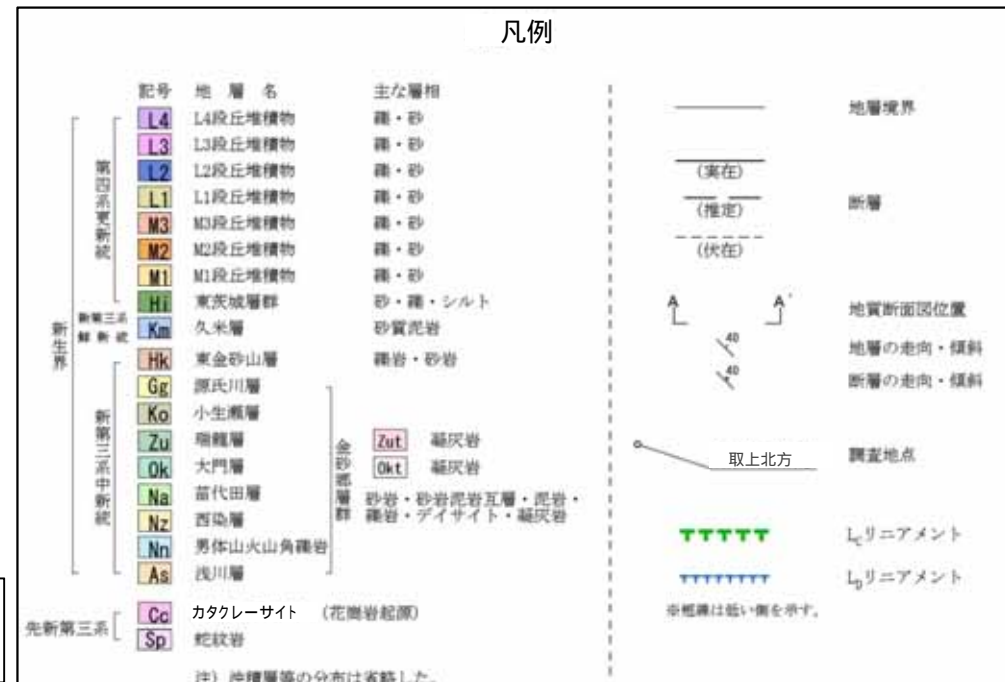 凡例
記号 地層名 主な層相
L4 L4段丘堆積物 礫・砂
L3 L3段丘堆積物 礫・砂
L2 L2段丘堆積物 礫・砂
L1 L1段丘堆積物 礫・砂
M3 M3段丘堆積物 礫・砂
M2 M2段丘堆積物 礫・砂
M1 M1段丘堆積物 礫・砂
Hi 東茨城層群 砂・礫・シルト
Km 久米層 砂質泥岩
Hk 東金砂山層 礫岩・砂岩
Gg 源氏川層
Ko 小生瀬層
Zu 瑞龍層 Zut 凝灰岩
Ok 大門層 Okt 凝灰岩
Na 苗代田層 砂岩・砂岩泥岩互層・泥岩・
Nz 西染層 礫岩・デイサイト・凝灰岩
Nn 男体山火山角礫岩
As 浅川層
Cc カタクレーサイト (花崗岩起源)
Sp 蛇紋岩
注) 沖積層等の分布は省略した。
新生界
第四系更新統
新第三系
鮮新統
新第三系中新統
金砂郷層群
先新第三系
地層境界
(実在)
(推定) 断層
(伏在)
A A' 地質断面図位置
40 地層の走向・傾斜
40 断層の走向・傾斜
取上北方 調査地点
LCリニアメント
LDリニアメント
※短線は低い側を示す。